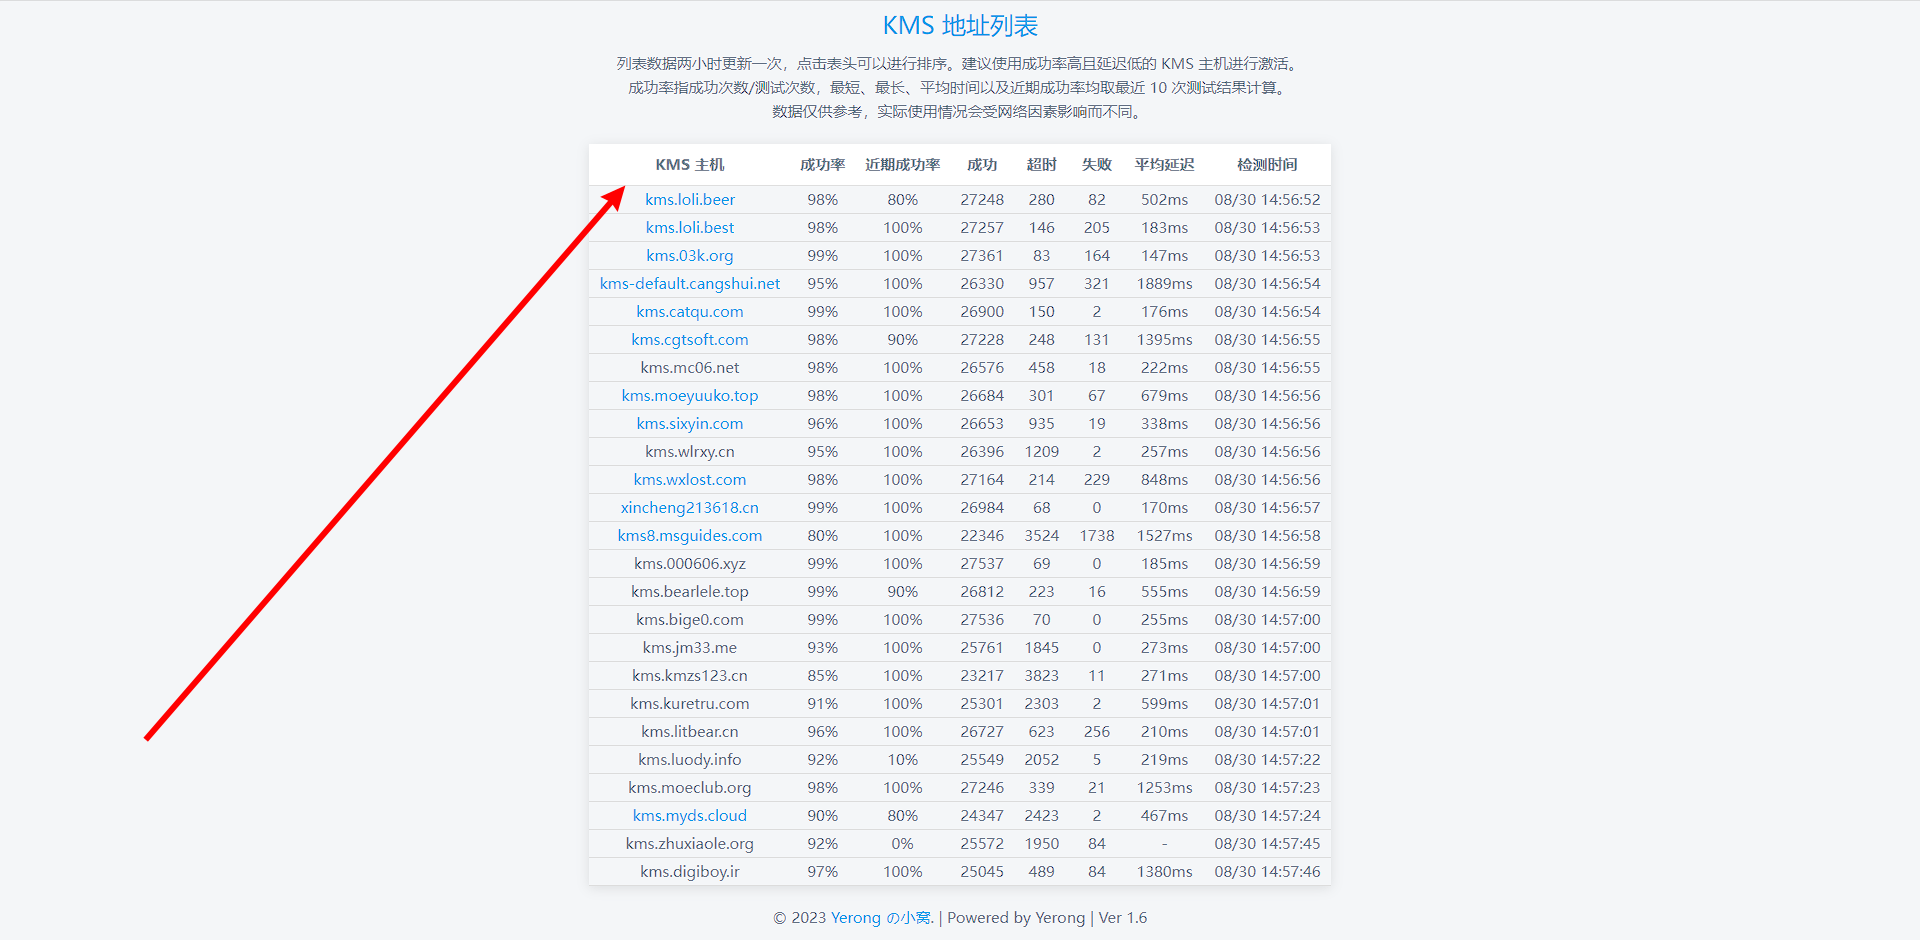 KMS 地址列表
列表数据两小时更新一次，点击表头可以进行排序。建议使用成功率高且延迟低的 KMS 主机进行激活。
成功率指成功次数/测试次数，最短、最长、平均时间以及近期成功率均取最近 10 次测试结果计算。
数据仅供参考，实际使用情况会受网络因素影响而不同。
KMS 主机 成功率 近期成功率 成功 超时 失败 平均延迟 检测时间
kms.loli.beer 98% 80% 27248 280 82 502ms 08/30 14:56:52
kms.loli.best 98% 100% 27257 146 205 183ms 08/30 14:56:53
kms.03k.org 99% 100% 27361 83 164 147ms 08/30 14:56:53
kms-default.cangshui.net 95% 100% 26330 957 321 1889ms 08/30 14:56:54
kms.catqu.com 99% 100% 26900 150 2 176ms 08/30 14:56:54
kms.cgtsoft.com 98% 90% 27228 248 131 1395ms 08/30 14:56:55
kms.mc06.net 98% 100% 26576 458 18 222ms 08/30 14:56:55
kms.moeyuuko.top 98% 100% 26684 301 67 679ms 08/30 14:56:56
kms.sixyin.com 96% 100% 26653 935 19 338ms 08/30 14:56:56
kms.wlrxy.cn 95% 100% 26396 1209 2 257ms 08/30 14:56:56
kms.wxlost.com 98% 100% 27164 214 229 848ms 08/30 14:56:56
xincheng213618.cn 99% 100% 26984 68 0 170ms 08/30 14:56:57
kms8.msguides.com 80% 100% 22346 3524 1738 1527ms 08/30 14:56:58
kms.000606.xyz 99% 100% 27537 69 0 185ms 08/30 14:56:59
kms.bearlele.top 99% 90% 26812 223 16 555ms 08/30 14:56:59
kms.bige0.com 99% 100% 27536 70 0 255ms 08/30 14:57:00
kms.jm33.me 93% 100% 25761 1845 0 273ms 08/30 14:57:00
kms.kmzs123.cn 85% 100% 23217 3823 11 271ms 08/30 14:57:00
kms.kuretru.com 91% 100% 25301 2303 2 599ms 08/30 14:57:01
kms.litbear.cn 96% 100% 26727 623 256 210ms 08/30 14:57:01
kms.luody.info 92% 10% 25549 2052 5 219ms 08/30 14:57:22
kms.moeclub.org 98% 100% 27246 339 21 1253ms 08/30 14:57:23
kms.myds.cloud 90% 80% 24347 2423 2 467ms 08/30 14:57:24
kms.zhuxiaole.org 92% 0% 25572 1950 84 - 08/30 14:57:45
kms.digiboy.ir 97% 100% 25045 489 84 1380ms 08/30 14:57:46
© 2023 Yerong の小窝. | Powered by Yerong | Ver 1.6